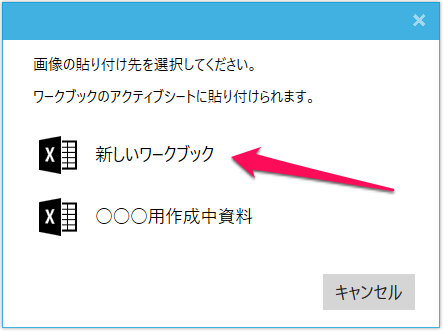 画像の貼り付け先を選択してください。
ワークブックのアクティブシートに貼り付けられます。
新しいワークブック
〇〇〇用作成中資料
キャンセル